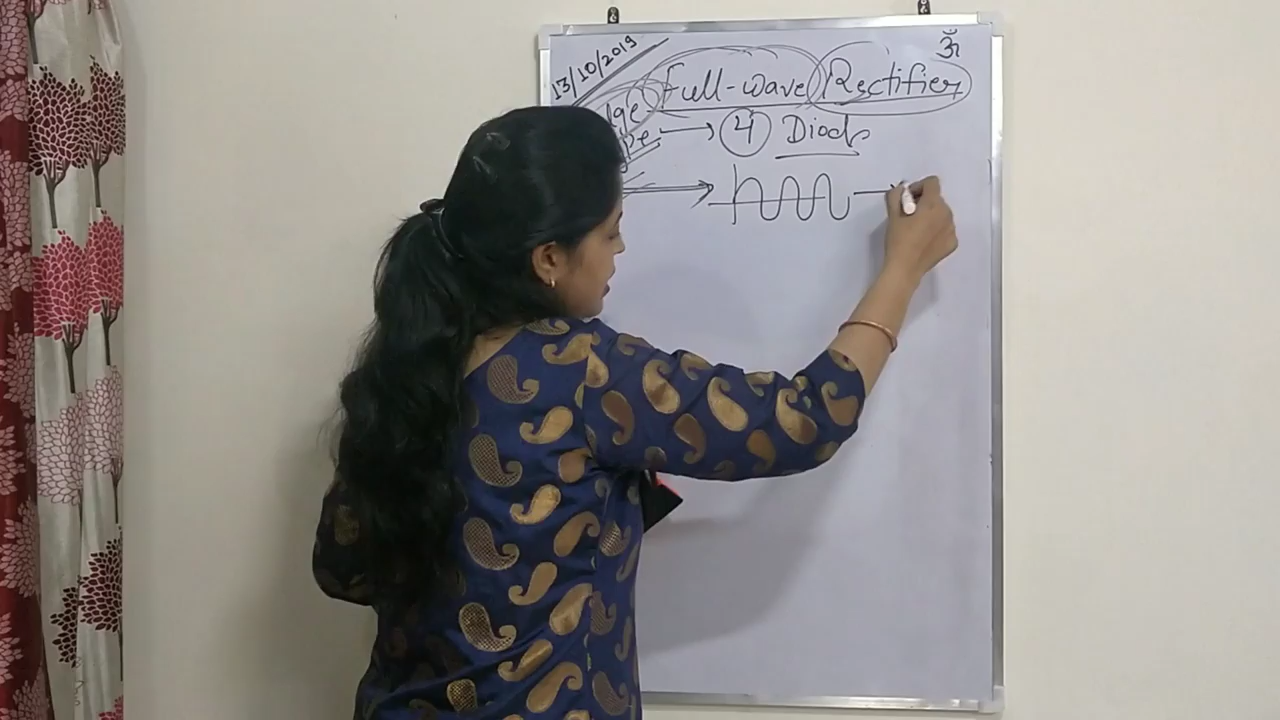 13/10/2019
ॐ
Full-wave Rectifier
4 Diode